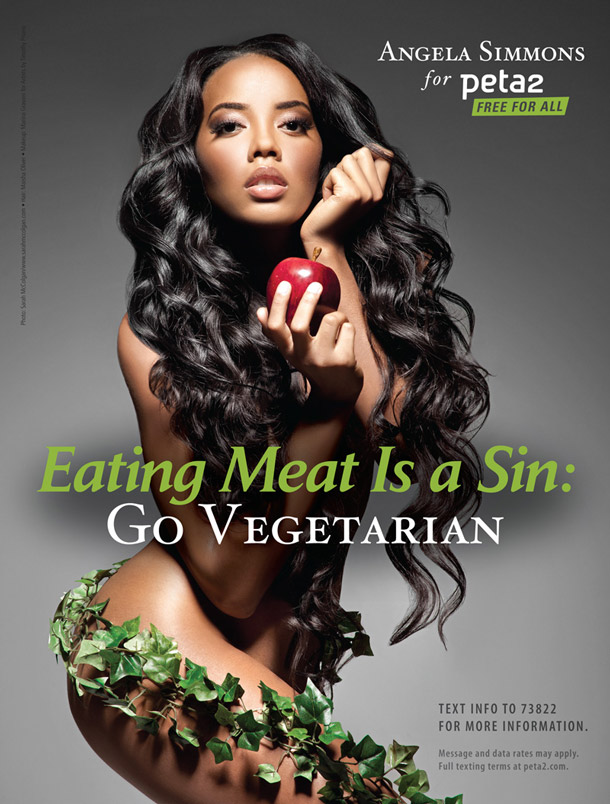 Angela Simmons
for peta2
FREE FOR ALL
Eating Meat Is a Sin:
Go Vegetarian
TEXT INFO TO 73822
FOR MORE INFORMATION.
Message and data rates may apply.
Full texting terms at peta2.com.